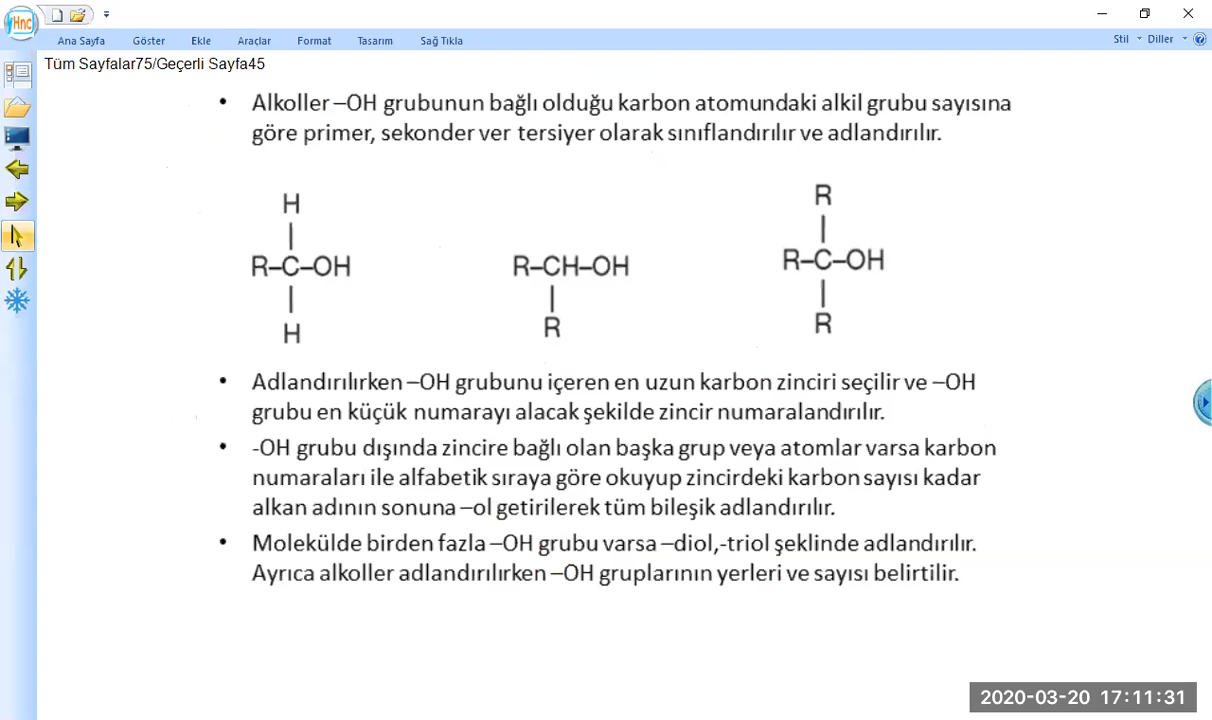 Hnc
Ana Sayfa Göster Ekle Araçlar Format Tasarım Sağ Tıkla Stil Diller
Tüm Sayfalar75/Geçerli Sayfa45
• Alkoller –OH grubunun bağlı olduğu karbon atomundaki alkil grubu sayısına
göre primer, sekonder ver tersiyer olarak sınıflandırılır ve adlandırılır.
H
|
R–C–OH
|
H
R–CH–OH
|
R
R
|
R–C–OH
|
R
• Adlandırılırken –OH grubunu içeren en uzun karbon zinciri seçilir ve –OH
grubu en küçük numarayı alacak şekilde zincir numaralandırılır.
• -OH grubu dışında zincire bağlı olan başka grup veya atomlar varsa karbon
numaraları ile alfabetik sıraya göre okuyup zincirdeki karbon sayısı kadar
alkan adının sonuna –ol getirilerek tüm bileşik adlandırılır.
• Molekülde birden fazla –OH grubu varsa –diol,-triol şeklinde adlandırılır.
Ayrıca alkoller adlandırılırken –OH gruplarının yerleri ve sayısı belirtilir.
2020-03-20 17:11:31